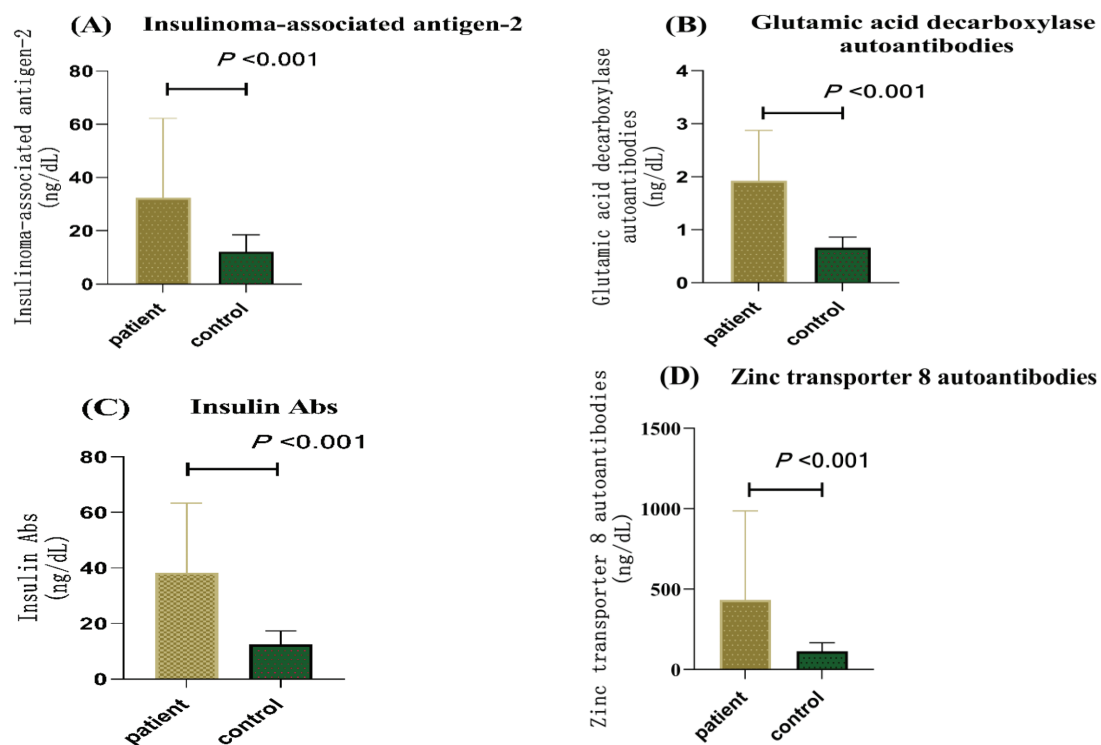 (A) Insulinoma-associated antigen-2
P <0.001
Insulinoma-associated antigen-2
(ng/dL)
80
60
40
20
0
patient
control
(B) Glutamic acid decarboxylase
autoantibodies
P <0.001
Glutamic acid decarboxylase
autoantibodies
(ng/dL)
4
3
2
1
0
patient
control
(C) Insulin Abs
P <0.001
Insulin Abs
(ng/dL)
80
60
40
20
0
patient
control
(D) Zinc transporter 8 autoantibodies
P <0.001
Zinc transporter 8 autoantibodies
(ng/dL)
1500
1000
500
0
patient
control